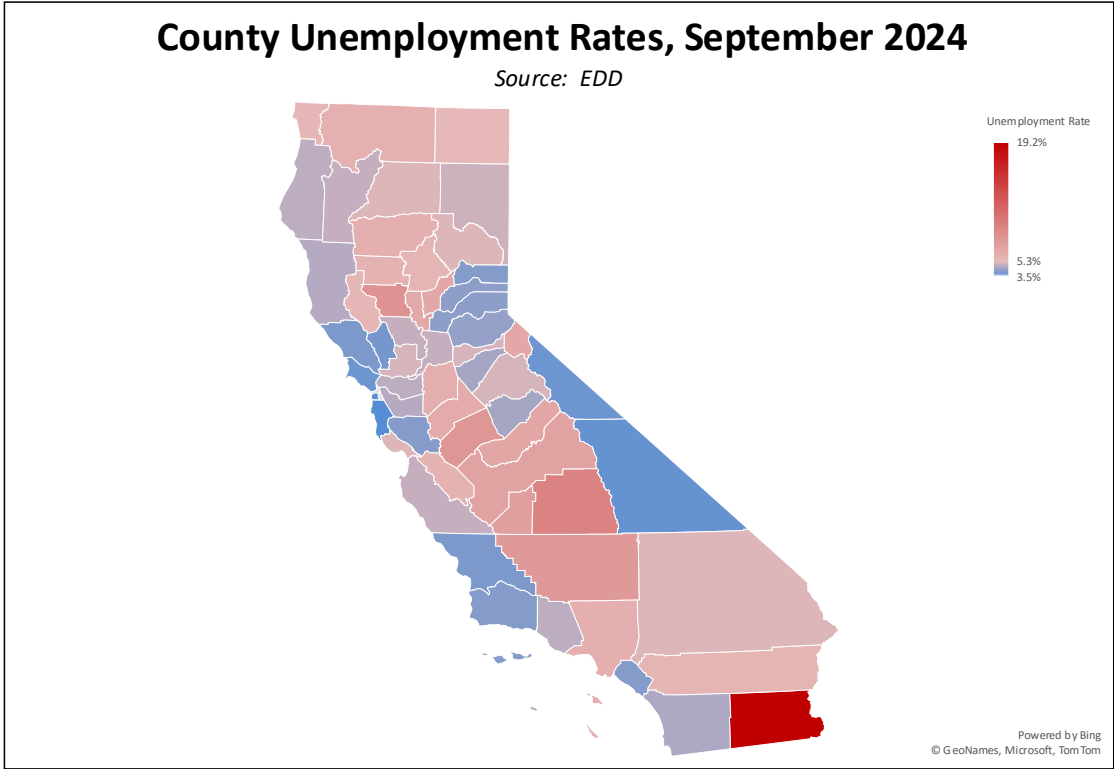 County Unemployment Rates, September 2024
Source: EDD
Unemployment Rate
19.2%
5.3%
3.5%
Powered by Bing
© GeoNames, Microsoft, TomTom